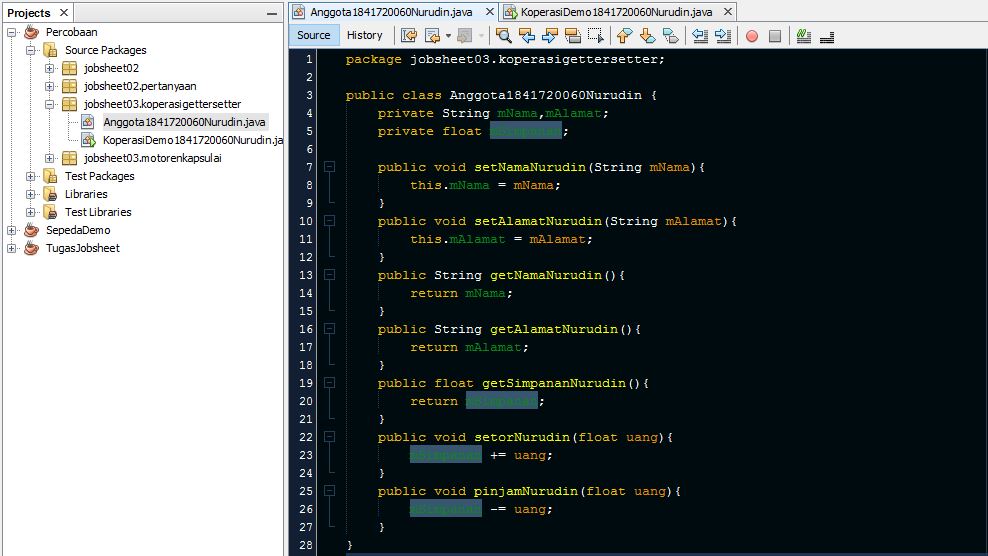 Projects
Percobaan
Source Packages
jobsheet02
jobsheet02.pertanyaan
jobsheet03.koperasigettersetter
Anggota1841720060Nurudin.java
KoperasiDemo1841720060Nurudin.ja
jobsheet03.motorenkapsulai
Test Packages
Libraries
Test Libraries
SepedaDemo
TugasJobsheet
Anggota1841720060Nurudin.java
KoperasiDemo1841720060Nurudin.java
Source History
1 package jobsheet03.koperasigettersetter;
2
3 public class Anggota1841720060Nurudin {
4 private String mNama,mAlamat;
5 private float mSimpanan;
6
7 public void setNamaNurudin(String mNama){
8 this.mNama = mNama;
9 }
10 public void setAlamatNurudin(String mAlamat){
11 this.mAlamat = mAlamat;
12 }
13 public String getNamaNurudin(){
14 return mNama;
15 }
16 public String getAlamatNurudin(){
17 return mAlamat;
18 }
19 public float getSimpananNurudin(){
20 return mSimpanan;
21 }
22 public void setorNurudin(float uang){
23 mSimpanan += uang;
24 }
25 public void pinjamNurudin(float uang){
26 mSimpanan -= uang;
27 }
28 }